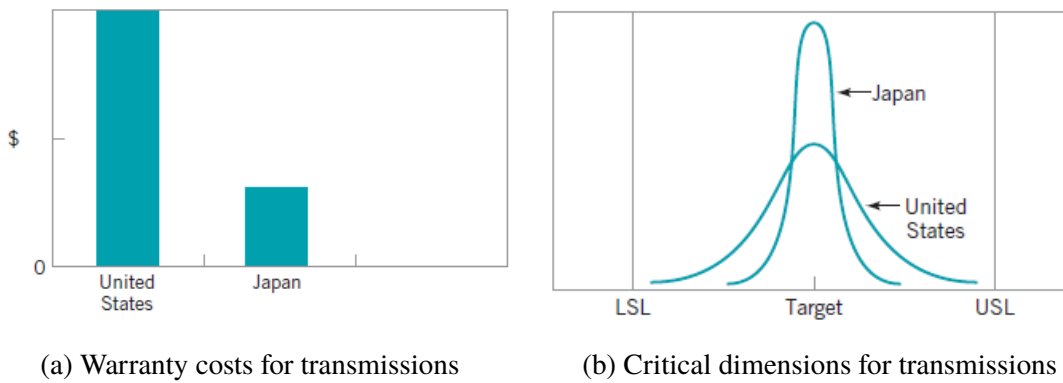 $
0
United
States
Japan
(a) Warranty costs for transmissions
Japan
United
States
LSL
Target
USL
(b) Critical dimensions for transmissions